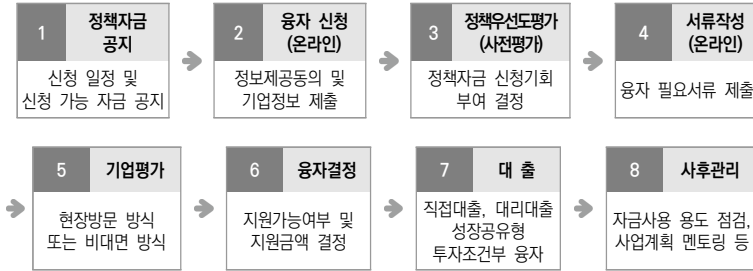 1
정책자금
공지
신청 일정 및
신청 가능 자금 공지
2
융자 신청
(온라인)
정보제공동의 및
기업정보 제출
3
정책우선도평가
(사전평가)
정책자금 신청기회
부여 결정
4
서류작성
(온라인)
융자 필요서류 제출
5
기업평가
현장방문 방식
또는 비대면 방식
6
융자결정
지원가능여부 및
지원금액 결정
7
대 출
직접대출, 대리대출
성장공유형
투자조건부 융자
8
사후관리
자금사용 용도 점검,
사업계획 멘토링 등